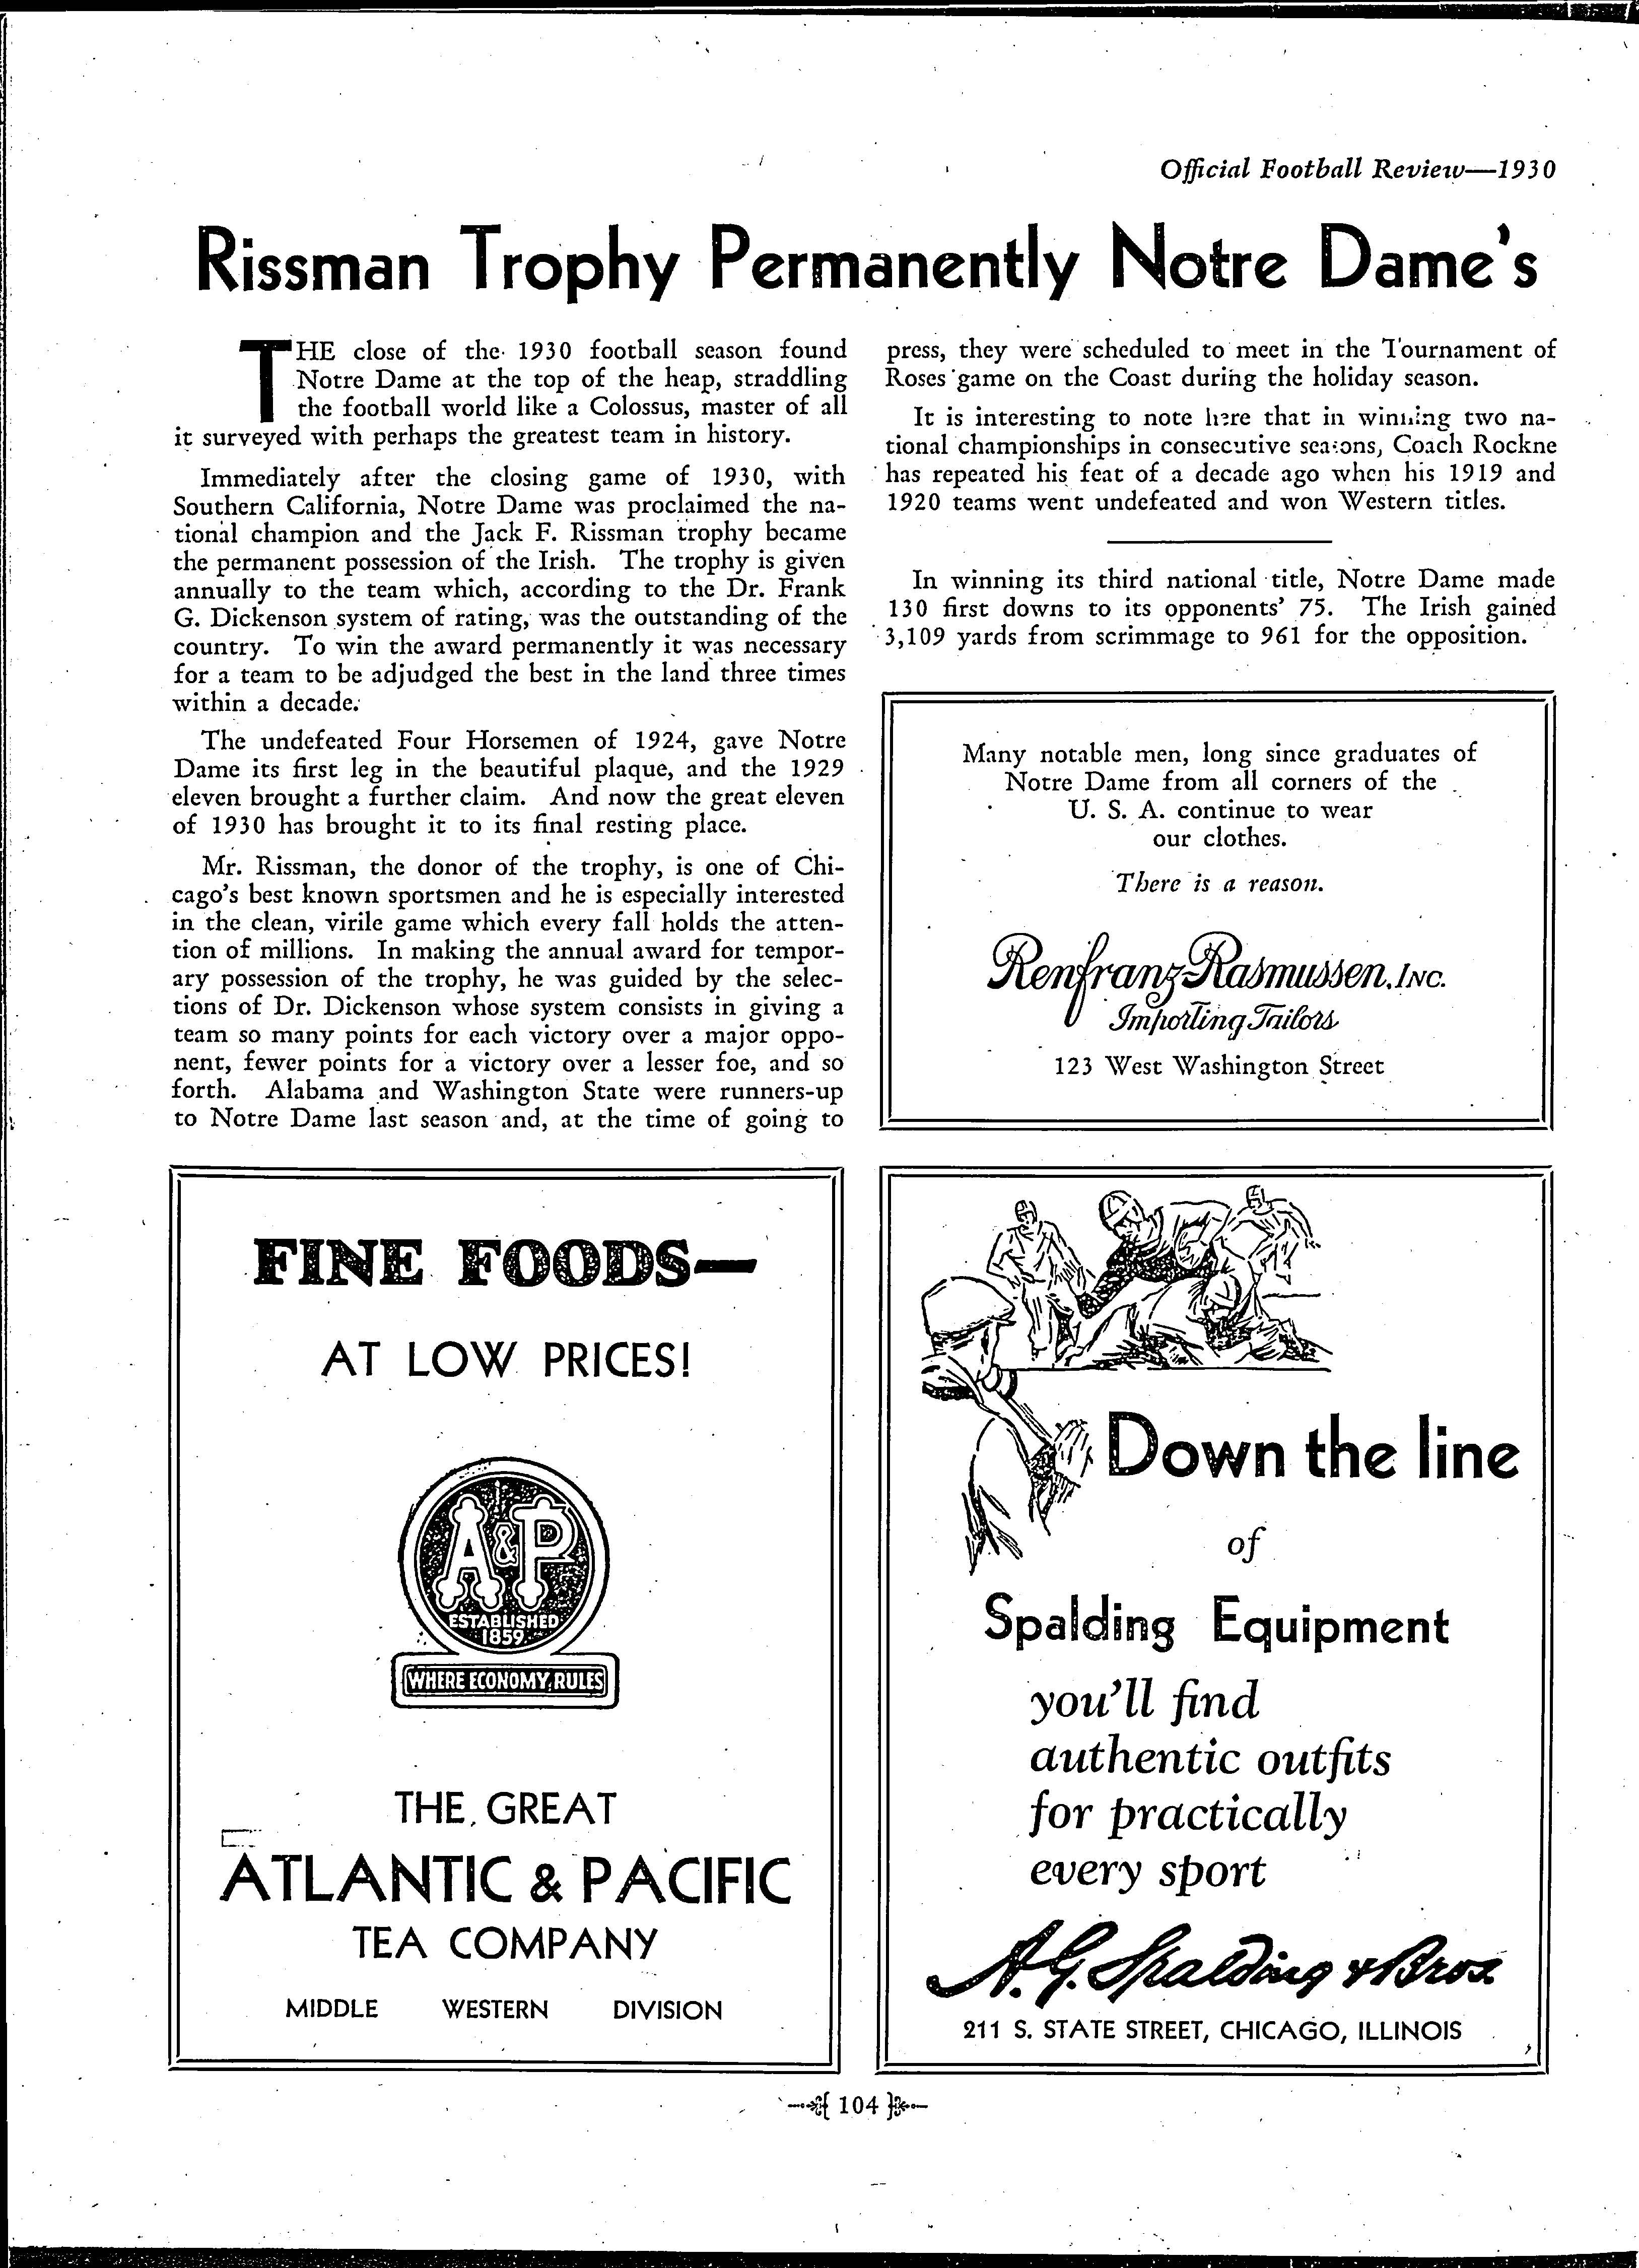 Official Football Review—1930
Rissman Trophy Permanently Notre Dame's
THE close of the 1930 football season found
Notre Dame at the top of the heap, straddling
the football world like a Colossus, master of all
it surveyed with perhaps the greatest team in history.
Immediately after the closing game of 1930, with
Southern California, Notre Dame was proclaimed the na-
tional champion and the Jack F. Rissman trophy became
the permanent possession of the Irish. The trophy is given
annually to the team which, according to the Dr. Frank
G. Dickenson system of rating, was the outstanding of the
country. To win the award permanently it was necessary
for a team to be adjudged the best in the land three times
within a decade.
The undefeated Four Horsemen of 1924, gave Notre
Dame its first leg in the beautiful plaque, and the 1929
eleven brought a further claim. And now the great eleven
of 1930 has brought it to its final resting place.
Mr. Rissman, the donor of the trophy, is one of Chi-
cago's best known sportsmen and he is especially interested
in the clean, virile game which every fall holds the atten-
tion of millions. In making the annual award for tempor-
ary possession of the trophy, he was guided by the selec-
tions of Dr. Dickenson whose system consists in giving a
team so many points for each victory over a major oppo-
nent, fewer points for a victory over a lesser foe, and so
forth. Alabama and Washington State were runners-up
to Notre Dame last season and, at the time of going to
press, they were scheduled to meet in the Tournament of
Roses game on the Coast during the holiday season.
It is interesting to note here that in winning two na-
tional championships in consecutive seasons, Coach Rockne
has repeated his feat of a decade ago when his 1919 and
1920 teams went undefeated and won Western titles.
In winning its third national title, Notre Dame made
130 first downs to its opponents' 75. The Irish gained
3,109 yards from scrimmage to 961 for the opposition.
Many notable men, long since graduates of
Notre Dame from all corners of the
U. S. A. continue to wear
our clothes.
There is a reason.
Renfranz-Rasmussen, INC.
Importing Tailors
123 West Washington Street
FINE FOODS—
AT LOW PRICES!
A&P
ESTABLISHED
1859
WHERE ECONOMY RULES
THE GREAT
ATLANTIC & PACIFIC
TEA COMPANY
MIDDLE WESTERN DIVISION
Down the line
of
Spalding Equipment
you'll find
authentic outfits
for practically
every sport
A. G. Spalding & Bros.
211 S. STATE STREET, CHICAGO, ILLINOIS
104